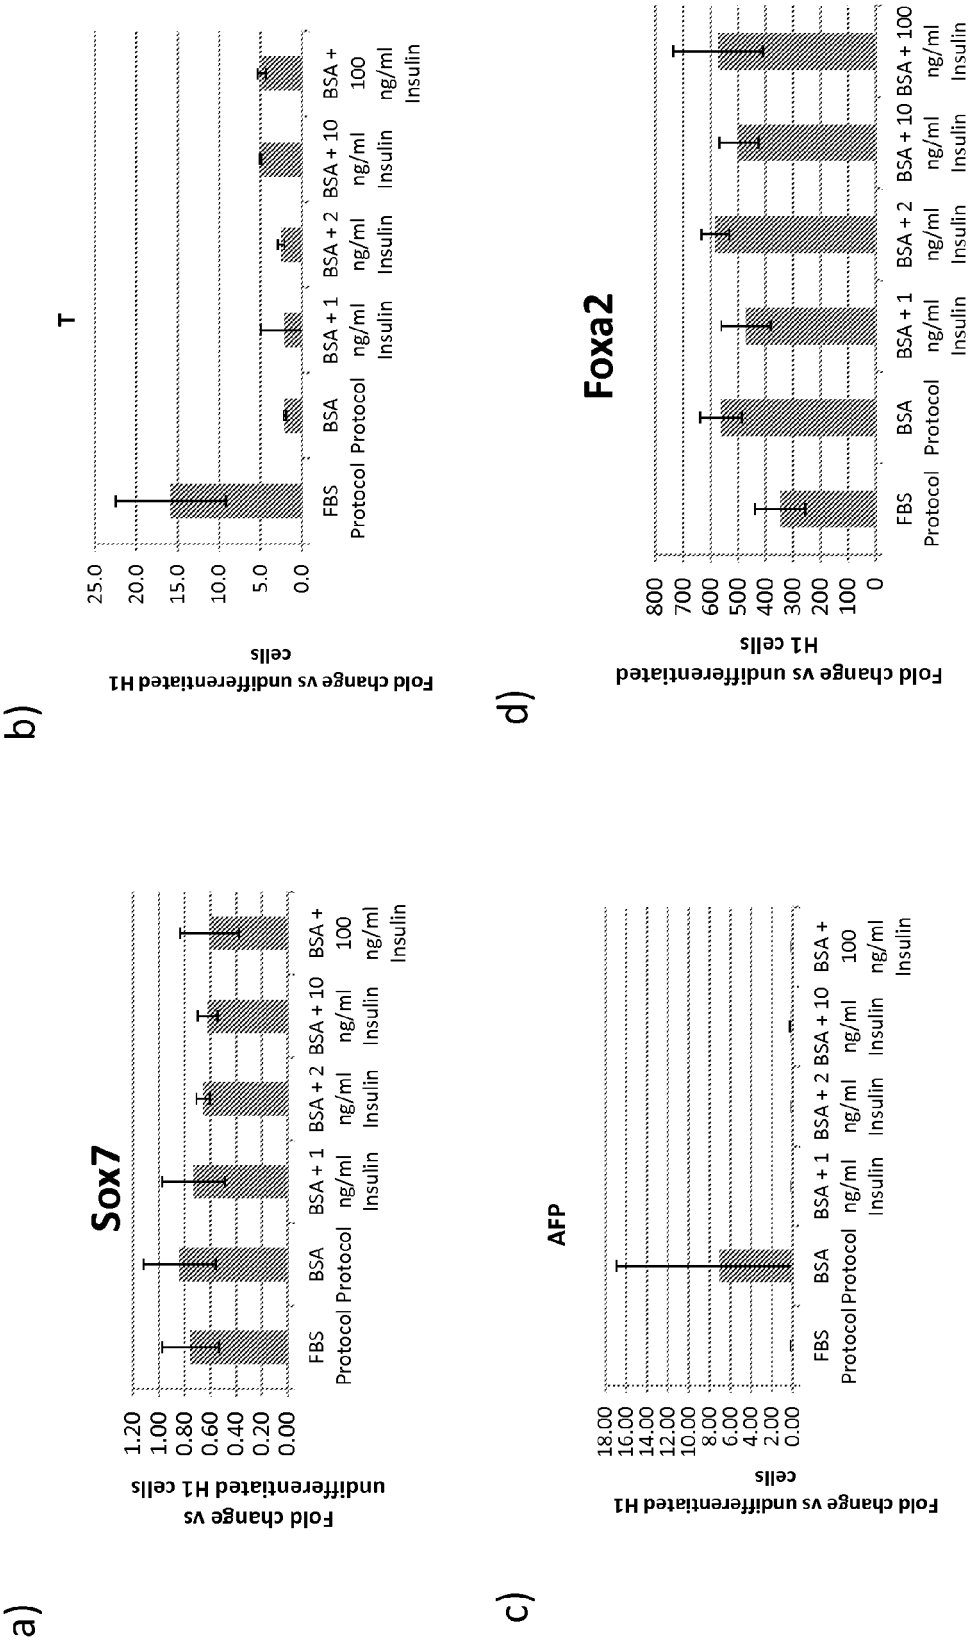 a)
Sox7
Fold change vs
undifferentiated H1 cells
1.20
1.00
0.80
0.60
0.40
0.20
0.00
FBS
Protocol
BSA
Protocol
BSA + 1
ng/ml
Insulin
BSA + 2
ng/ml
Insulin
BSA + 10
ng/ml
Insulin
BSA +
100
ng/ml
Insulin
b)
T
Fold change vs undifferentiated H1
cells
25.0
20.0
15.0
10.0
5.0
0.0
FBS
Protocol
BSA
Protocol
BSA + 1
ng/ml
Insulin
BSA + 2
ng/ml
Insulin
BSA + 10
ng/ml
Insulin
BSA +
100
ng/ml
Insulin
c)
AFP
Fold change vs undifferentiated H1
cells
18.00
16.00
14.00
12.00
10.00
8.00
6.00
4.00
2.00
0.00
FBS
Protocol
BSA
Protocol
BSA + 1
ng/ml
Insulin
BSA + 2
ng/ml
Insulin
BSA + 10
ng/ml
Insulin
BSA +
100
ng/ml
Insulin
d)
Foxa2
Fold change vs undifferentiated
H1 cells
800
700
600
500
400
300
200
100
0
FBS
Protocol
BSA
Protocol
BSA + 1
ng/ml
Insulin
BSA + 2
ng/ml
Insulin
BSA + 10
ng/ml
Insulin
BSA + 100
ng/ml
Insulin